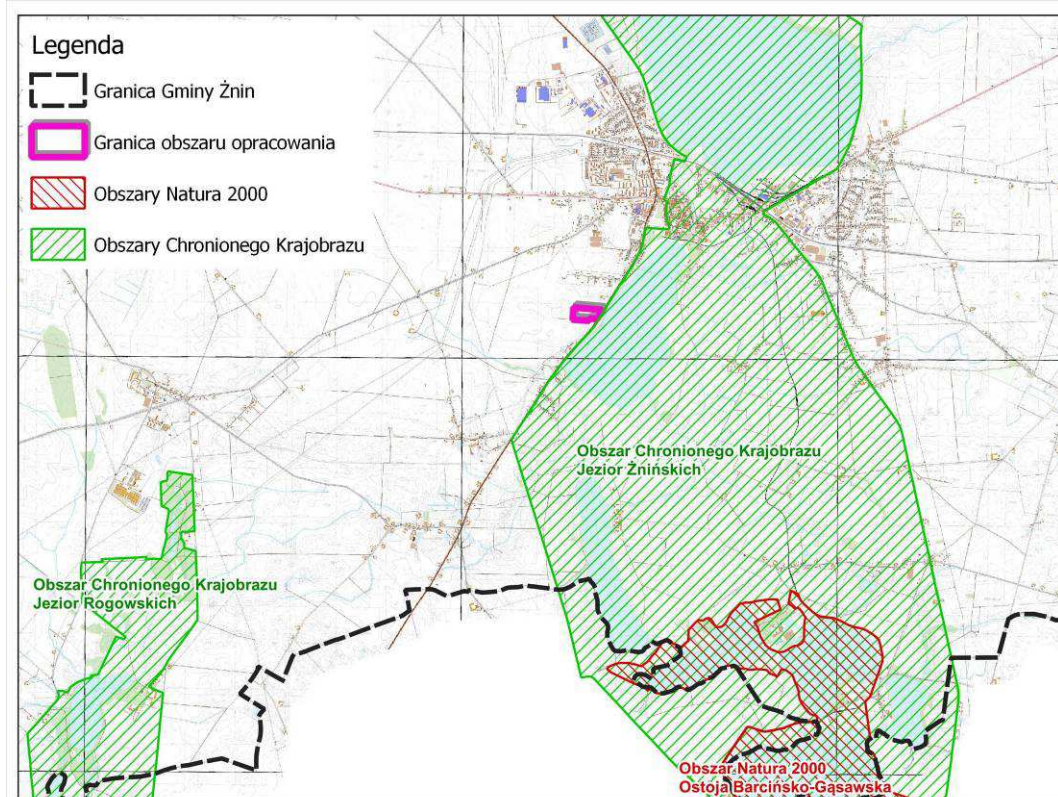 Legenda
Granica Gminy Żnin
Granica obszaru opracowania
Obszary Natura 2000
Obszary Chronionego Krajobrazu
Obszar Chronionego Krajobrazu
Jezior Żnińskich
Obszar Chronionego Krajobrazu
Jezior Rogowskich
Obszar Natura 2000
Ostoja Barcińsko-Gąsawska